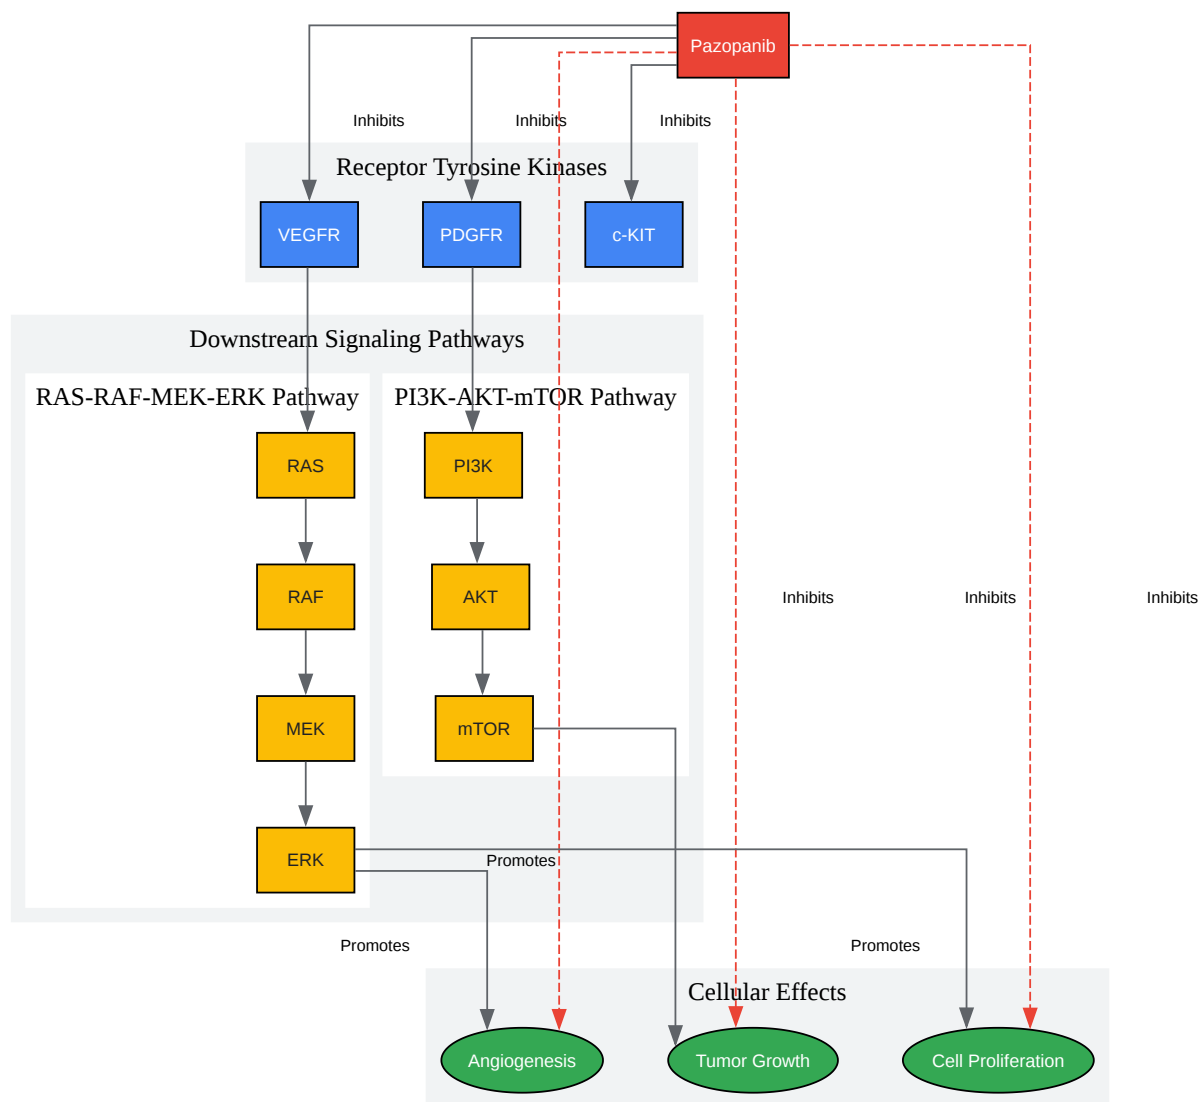 Pazopanib
Inhibits
Inhibits
Inhibits
Receptor Tyrosine Kinases
VEGFR
PDGFR
c-KIT
Downstream Signaling Pathways
RAS-RAF-MEK-ERK Pathway
PI3K-AKT-mTOR Pathway
RAS
PI3K
RAF
AKT
Inhibits
Inhibits
Inhibits
MEK
mTOR
ERK
Promotes
Promotes
Promotes
Cellular Effects
Angiogenesis
Tumor Growth
Cell Proliferation